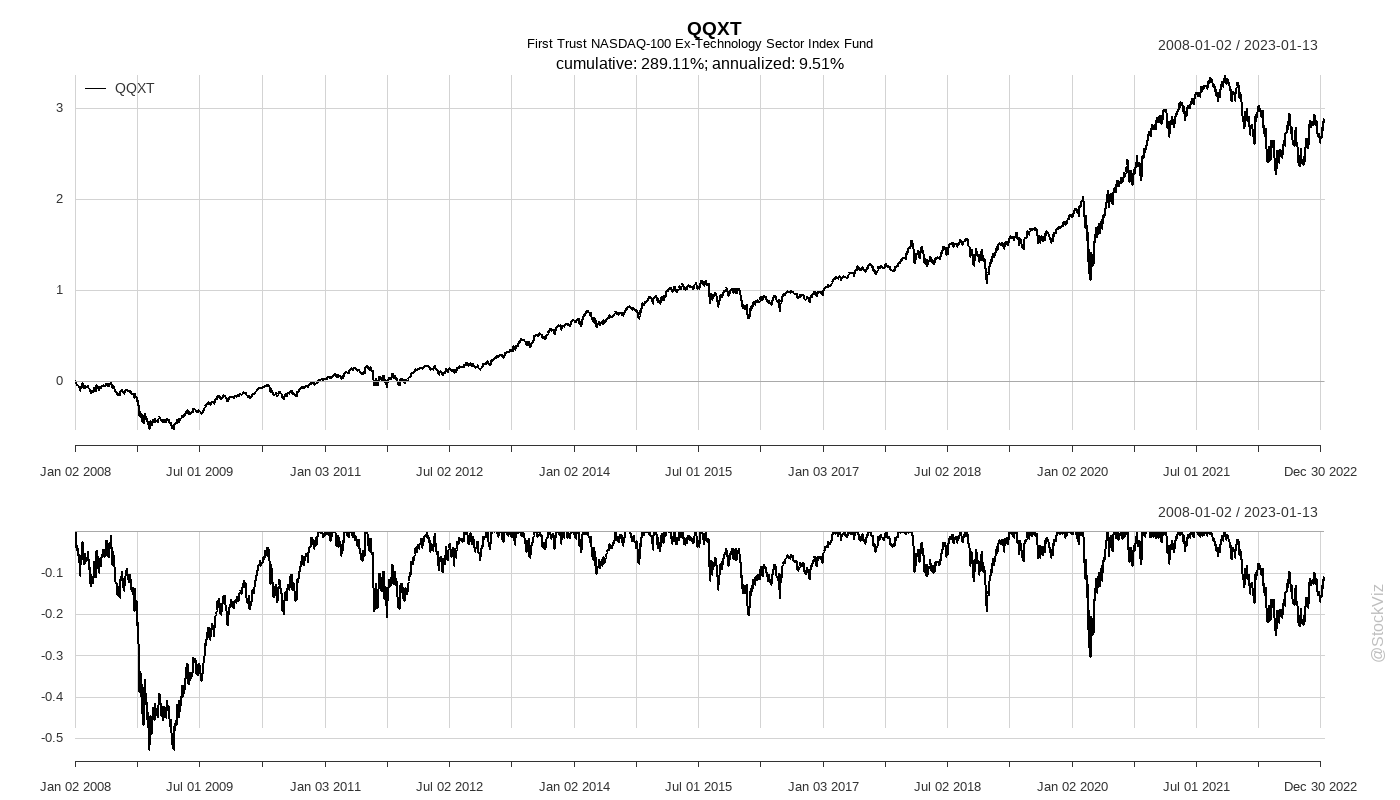 QQXT
First Trust NASDAQ-100 Ex-Technology Sector Index Fund
2008-01-02 / 2023-01-13
cumulative: 289.11%; annualized: 9.51%
QQXT
3
2
1
0
Jan 02 2008 Jul 01 2009 Jan 03 2011 Jul 02 2012 Jan 02 2014 Jul 01 2015 Jan 03 2017 Jul 02 2018 Jan 02 2020 Jul 01 2021 Dec 30 2022
2008-01-02 / 2023-01-13
-0.1
-0.2
-0.3
-0.4
-0.5
Jan 02 2008 Jul 01 2009 Jan 03 2011 Jul 02 2012 Jan 02 2014 Jul 01 2015 Jan 03 2017 Jul 02 2018 Jan 02 2020 Jul 01 2021 Dec 30 2022
@StockViz